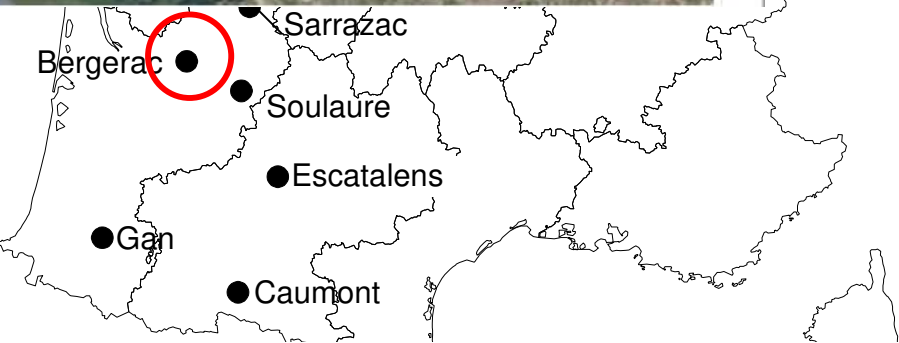 Sarrazac
Bergerac
Soulaure
Escatalens
Gan
Caumont